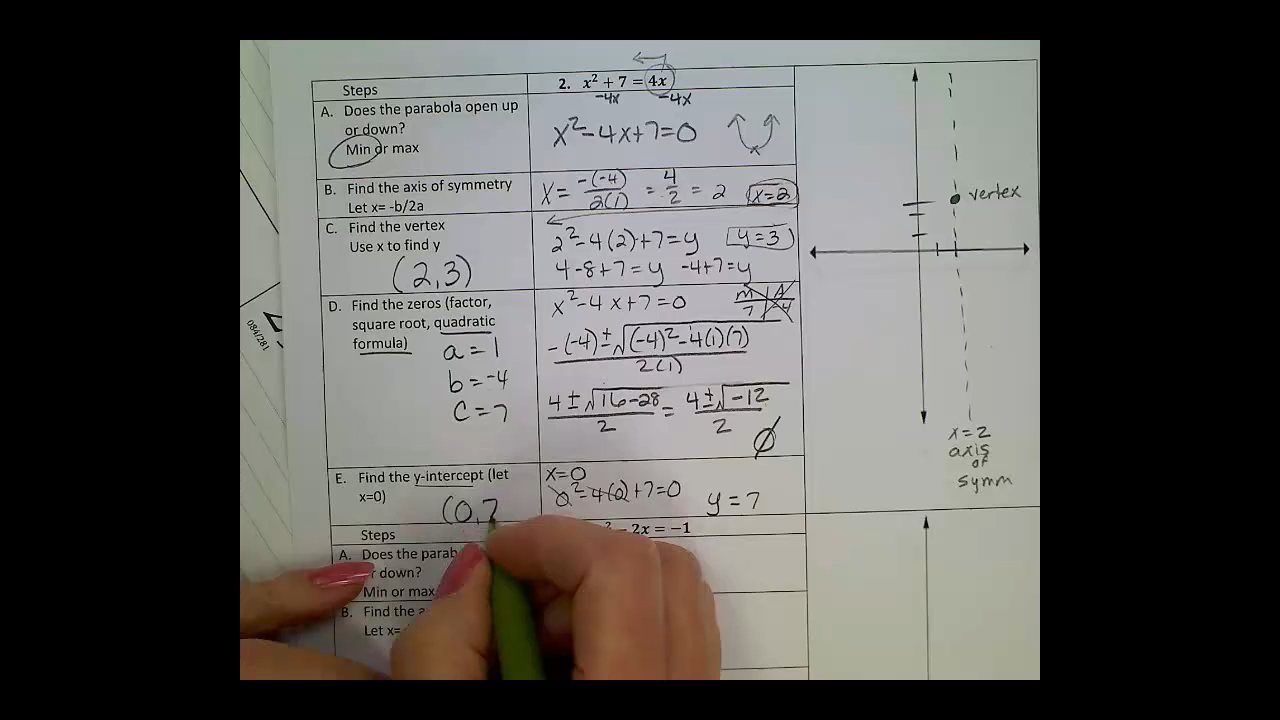 Steps
2. x² + 7 = 4x
-4x -4x
A. Does the parabola open up
or down?
Min or max
x²-4x+7=0
B. Find the axis of symmetry
Let x= -b/2a
x = -(-4)/2(1) = 4/2 = 2 x=2
C. Find the vertex
Use x to find y
(2,3)
2²-4(2)+7=y y=3
4-8+7=y -4+7=y
D. Find the zeros (factor,
square root, quadratic
formula)
a=1
b=-4
c=7
x²-4x+7=0
M A
7 4
-(-4)±√(-4)²-4(1)(7)
2(1)
4±√16-28 = 4±√-12
2 2
∅
E. Find the y-intercept (let
x=0)
(0,7
x=0
0²-4(0)+7=0 y=7
vertex
x=2
axis
of
symm
Steps
² - 2x = -1
A. Does the parab
r down?
Min or max
B. Find the a
Let x=
084/281